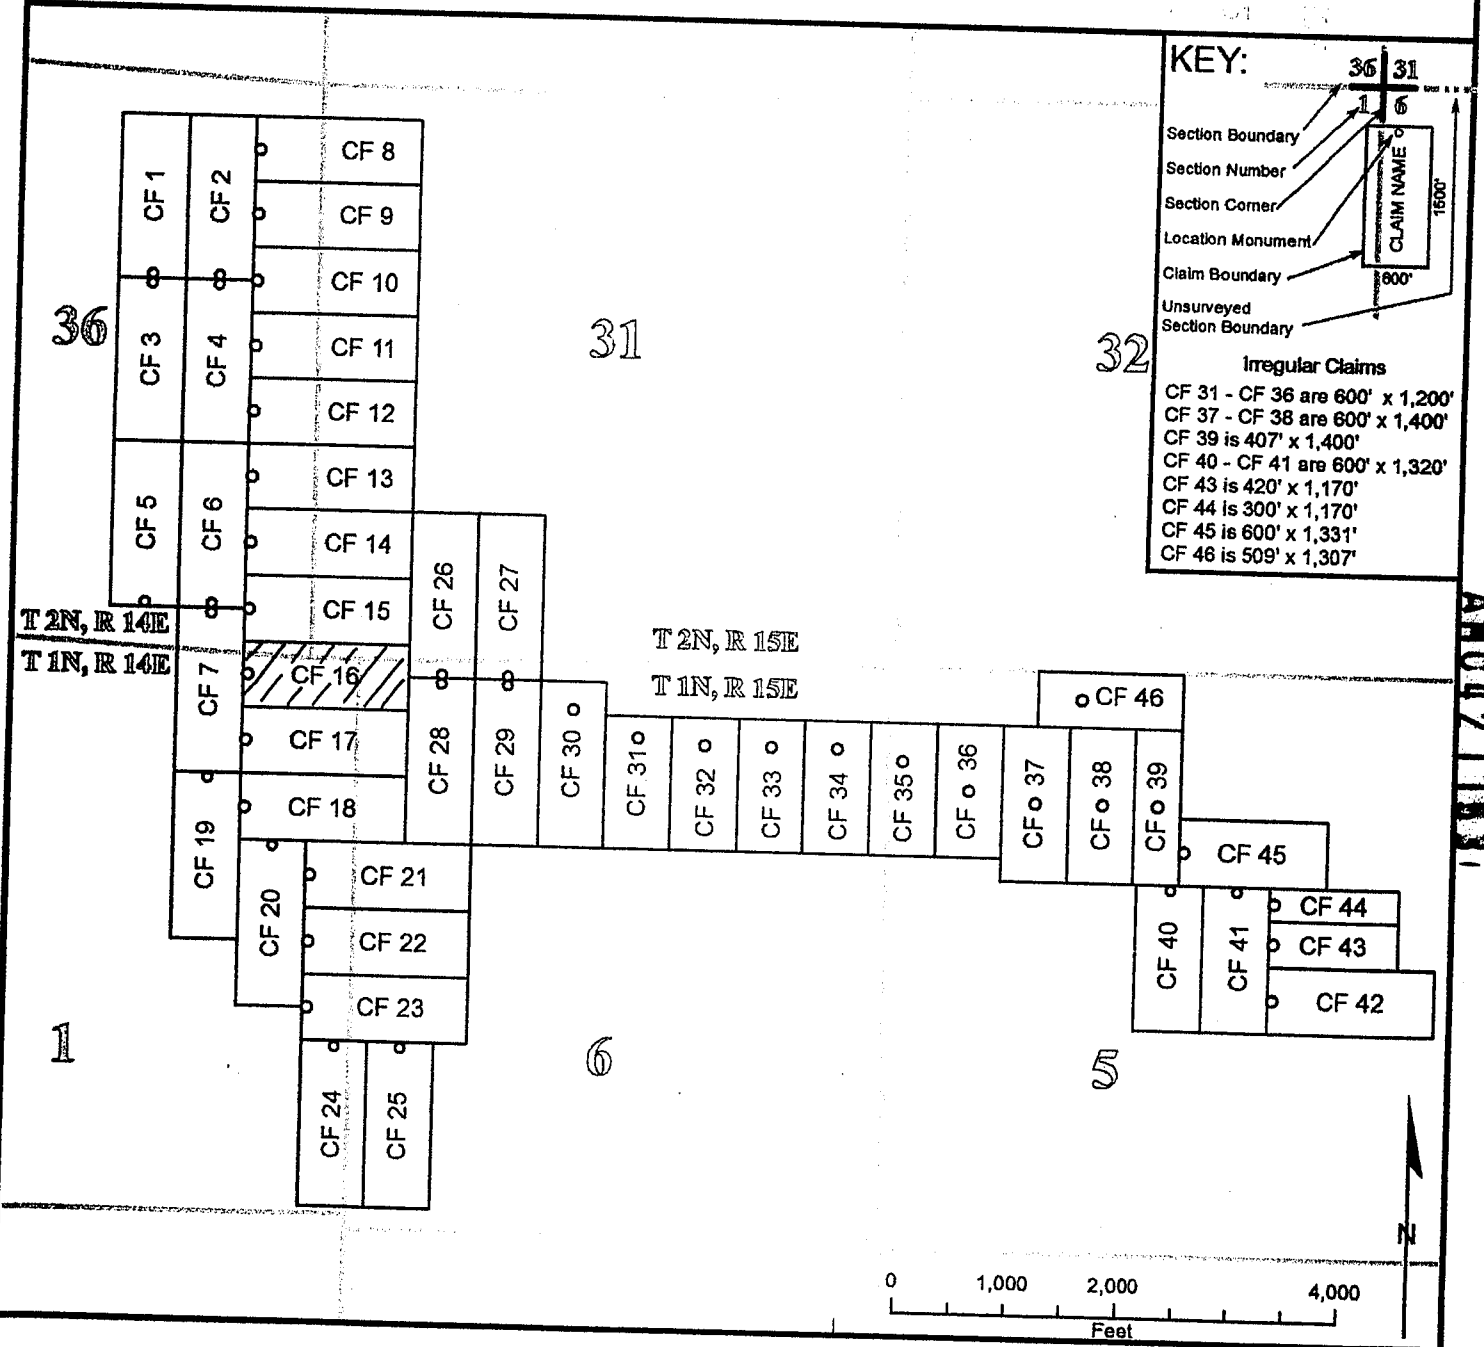 KEY:
36 31
1 6
Section Boundary
Section Number
Section Corner
Location Monument
Claim Boundary
Unsurveyed
Section Boundary
CLAIM NAME
1500'
600'
Irregular Claims
CF 31 - CF 36 are 600' x 1,200'
CF 37 - CF 38 are 600' x 1,400'
CF 39 is 407' x 1,400'
CF 40 - CF 41 are 600' x 1,320'
CF 43 is 420' x 1,170'
CF 44 is 300' x 1,170'
CF 45 is 600' x 1,331'
CF 46 is 509' x 1,307'
CF 1
CF 2
CF 8
CF 9
CF 10
36
CF 3
CF 4
CF 11
CF 12
31
32
CF 5
CF 6
CF 13
CF 14
CF 15
CF 26
CF 27
T 2N, R 14E
T 1N, R 14E
T 2N, R 15E
T 1N, R 15E
CF 7
CF 16
CF 17
CF 18
CF 28
CF 29
CF 30
CF 31
CF 32
CF 33
CF 34
CF 35
CF 36
CF 37
CF 38
CF 39
CF 46
CF 45
CF 19
CF 20
CF 21
CF 22
CF 23
CF 40
CF 41
CF 44
CF 43
CF 42
1
6
5
CF 24
CF 25
N
0 1,000 2,000 4,000
Feet